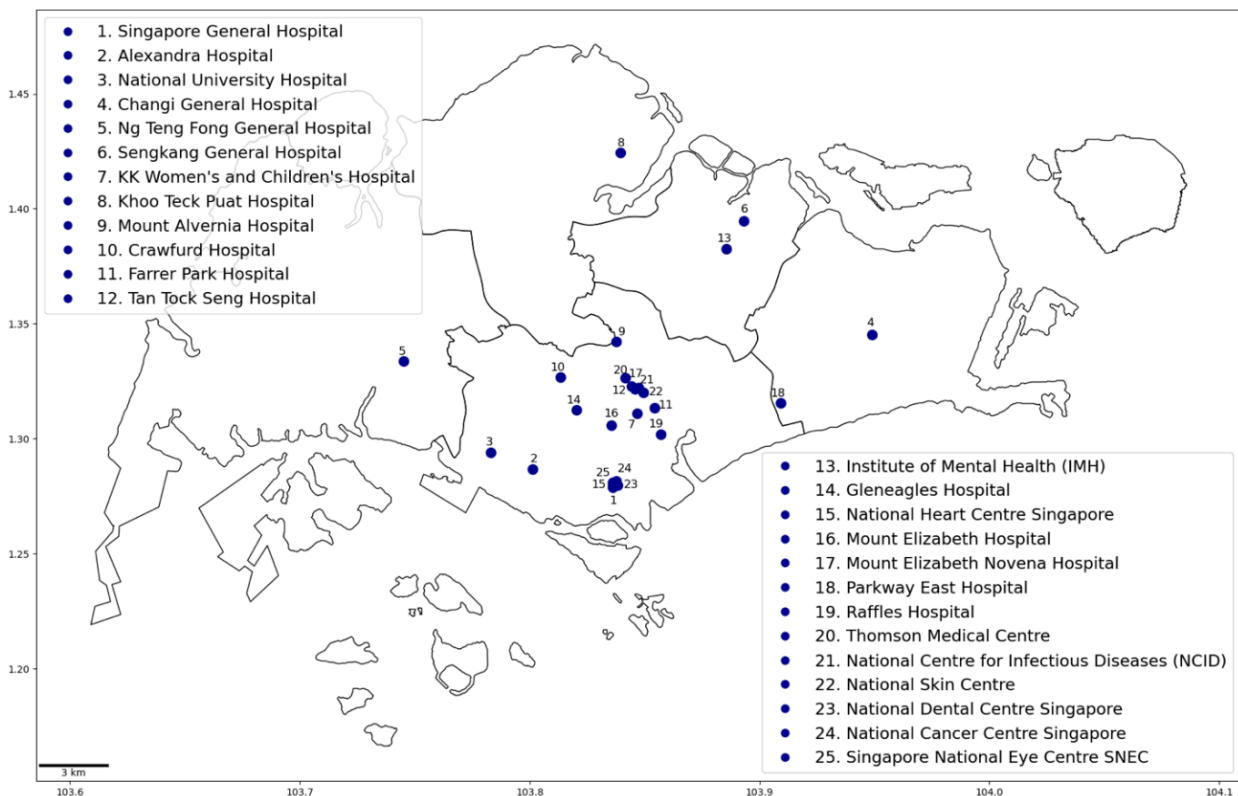 1. Singapore General Hospital
2. Alexandra Hospital
3. National University Hospital
4. Changi General Hospital
5. Ng Teng Fong General Hospital
6. Sengkang General Hospital
7. KK Women's and Children's Hospital
8. Khoo Teck Puat Hospital
9. Mount Alvernia Hospital
10. Crawfurd Hospital
11. Farrer Park Hospital
12. Tan Tock Seng Hospital
1.45
1.40
1.35
1.30
1.25
1.20
8
6
13
4
9
5
10
20
17
21
12
22
18
14
16
7
11
19
3
2
24
25
15
23
1
13. Institute of Mental Health (IMH)
14. Gleneagles Hospital
15. National Heart Centre Singapore
16. Mount Elizabeth Hospital
17. Mount Elizabeth Novena Hospital
18. Parkway East Hospital
19. Raffles Hospital
20. Thomson Medical Centre
21. National Centre for Infectious Diseases (NCID)
22. National Skin Centre
23. National Dental Centre Singapore
24. National Cancer Centre Singapore
25. Singapore National Eye Centre SNEC
3 km
103.6
103.7
103.8
103.9
104.0
104.1